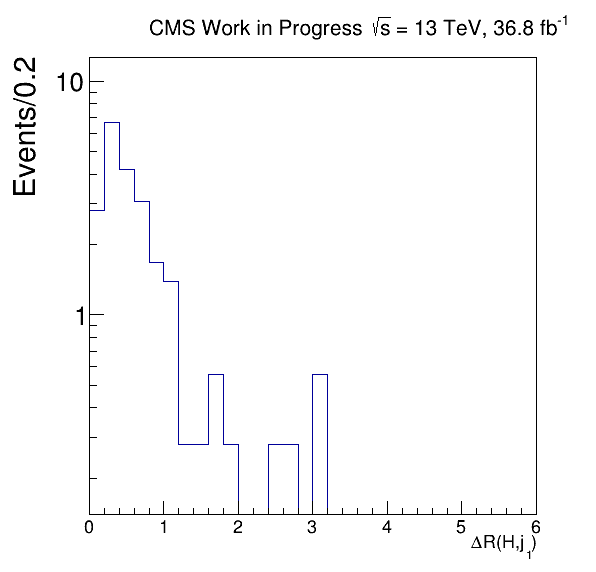 CMS Work in Progress √s = 13 TeV, 36.8 fb⁻¹
Events/0.2
10
1
0 1 2 3 4 5 6
ΔR(H,j₁)